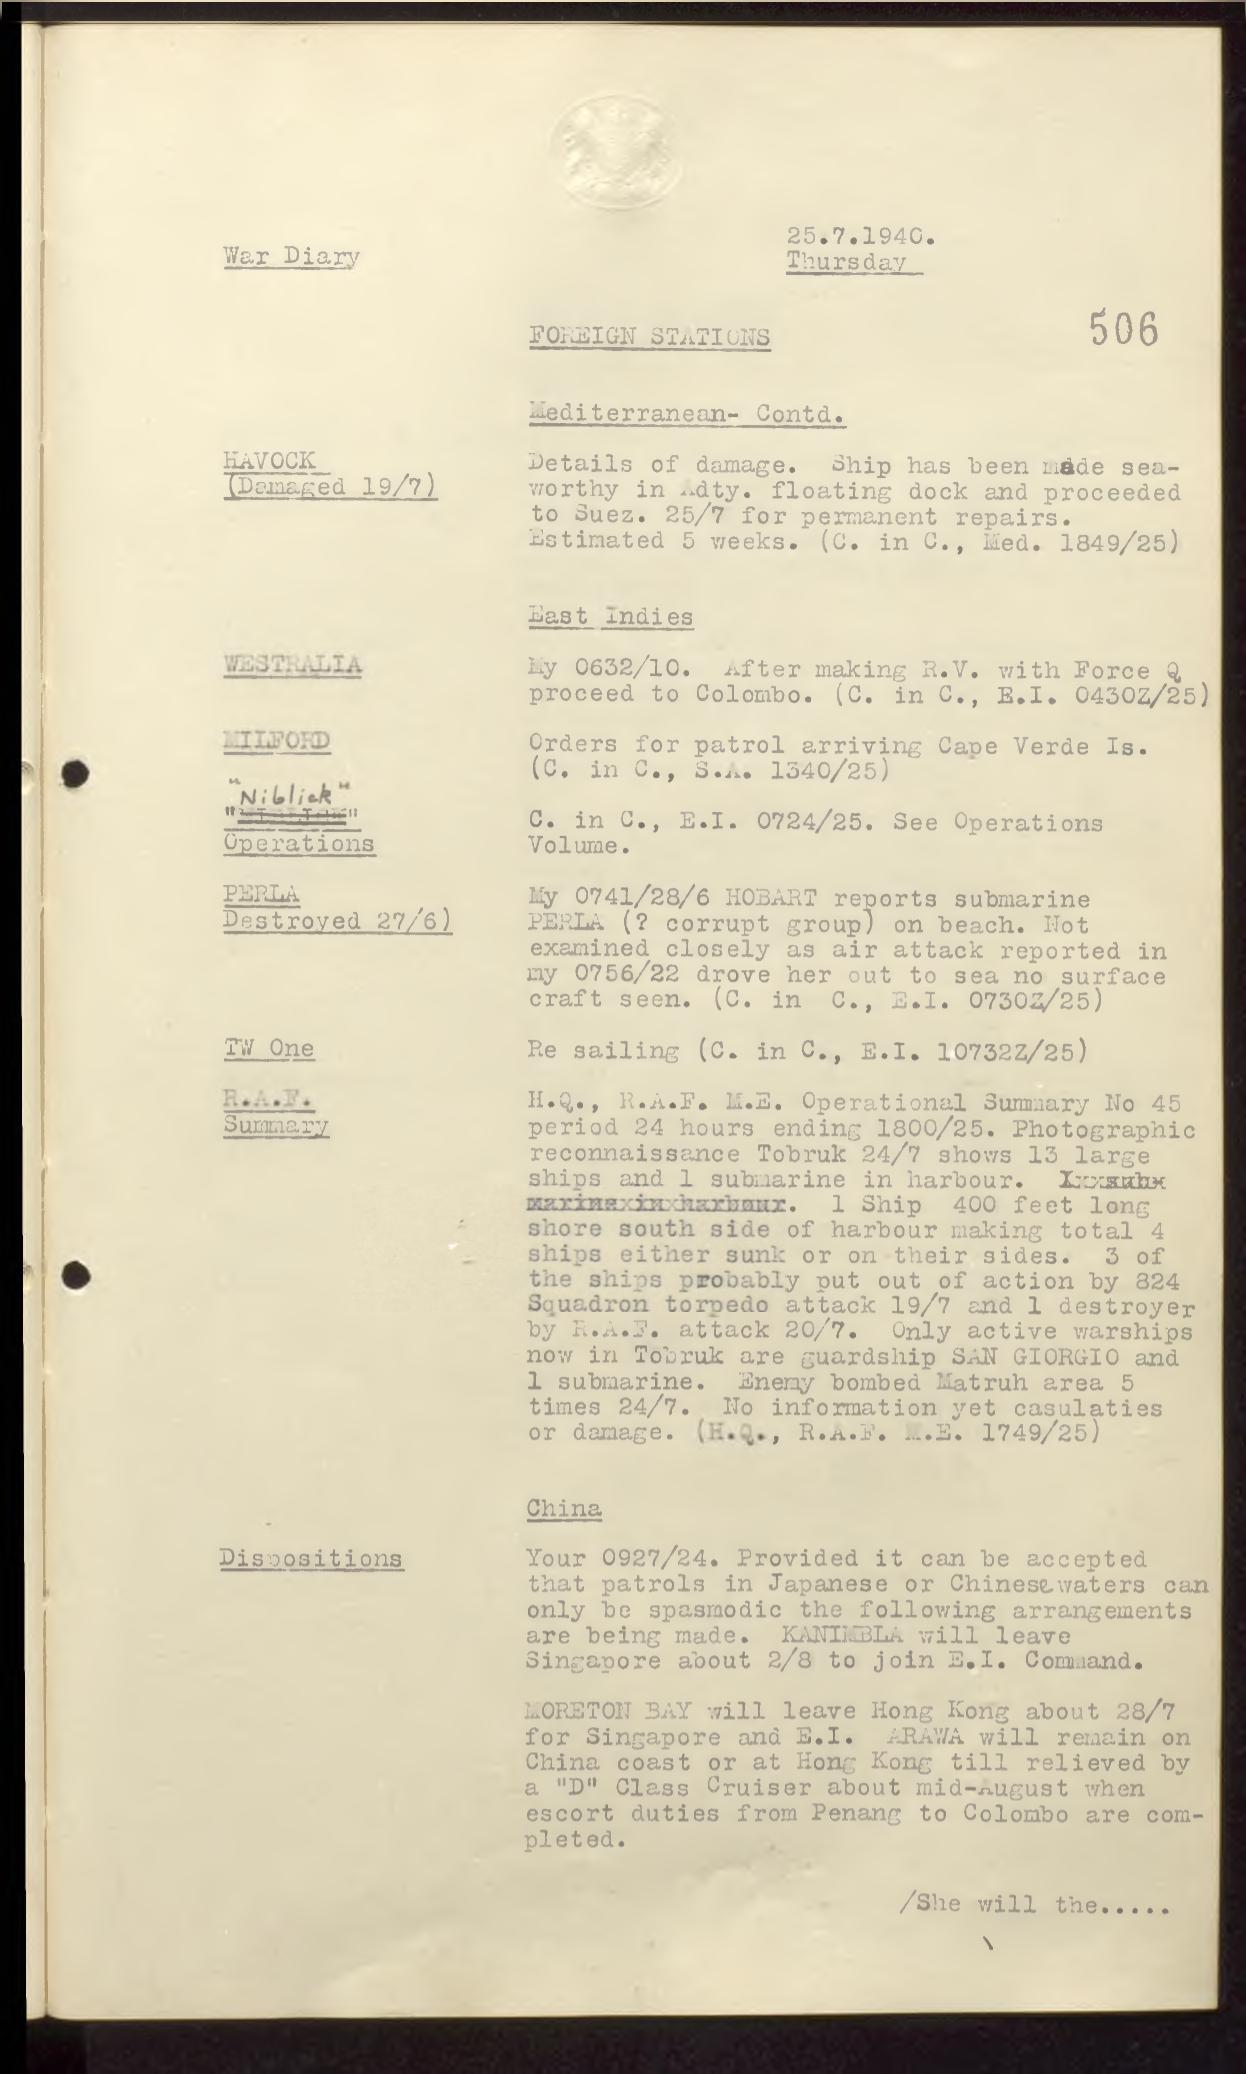 War Diary
25.7.1940.
Thursday
506
FOREIGN STATIONS
Mediterranean- Contd.
HAVOCK
(Damaged 19/7)
Details of damage. Ship has been made sea-
worthy in Adty. floating dock and proceeded
to Suez. 25/7 for permanent repairs.
Estimated 5 weeks. (C. in C., Med. 1849/25)
East Indies
WESTRALIA
My 0632/10. After making R.V. with Force Q
proceed to Colombo. (C. in C., E.I. 0430Z/25)
MILFORD
Orders for patrol arriving Cape Verde Is.
(C. in C., S.A. 1340/25)
"Niblick"
Operations
C. in C., E.I. 0724/25. See Operations
Volume.
PERLA
Destroyed 27/6)
My 0741/28/6 HOBART reports submarine
PERLA (? corrupt group) on beach. Not
examined closely as air attack reported in
my 0756/22 drove her out to sea no surface
craft seen. (C. in C., E.I. 0730Z/25)
TW One
Re sailing (C. in C., E.I. 10732Z/25)
R.A.F.
Summary
H.Q., R.A.F. M.E. Operational Summary No 45
period 24 hours ending 1800/25. Photographic
reconnaissance Tobruk 24/7 shows 13 large
ships and 1 submarine in harbour. 1xxsubx
marinexinxharbour. 1 Ship 400 feet long
shore south side of harbour making total 4
ships either sunk or on their sides. 3 of
the ships probably put out of action by 824
Squadron torpedo attack 19/7 and 1 destroyer
by R.A.F. attack 20/7. Only active warships
now in Tobruk are guardship SAN GIORGIO and
1 submarine. Enemy bombed Matruh area 5
times 24/7. No information yet casulaties
or damage. (H.Q., R.A.F. M.E. 1749/25)
China
Dispositions
Your 0927/24. Provided it can be accepted
that patrols in Japanese or Chinese waters can
only be spasmodic the following arrangements
are being made. KANIMBLA will leave
Singapore about 2/8 to join E.I. Command.
MORETON BAY will leave Hong Kong about 28/7
for Singapore and E.I. ARAWA will remain on
China coast or at Hong Kong till relieved by
a "D" Class Cruiser about mid-August when
escort duties from Penang to Colombo are com-
pleted.
/She will the.....